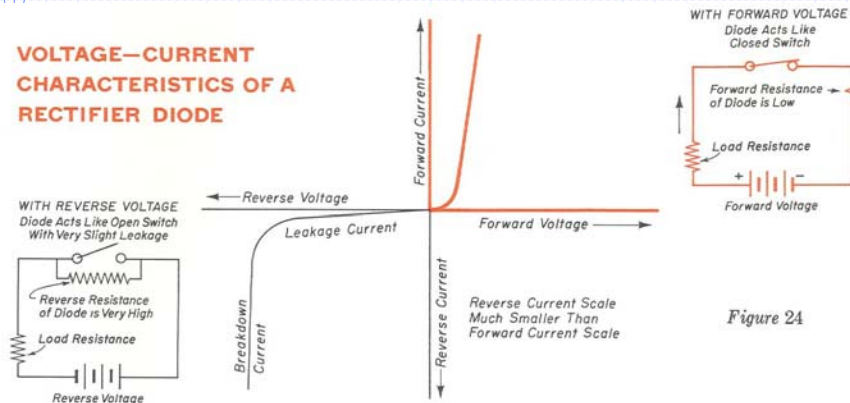 VOLTAGE—CURRENT
CHARACTERISTICS OF A
RECTIFIER DIODE
Forward Current
Reverse Voltage
Leakage Current
Forward Voltage
Breakdown
Current
Reverse Current
Reverse Current Scale
Much Smaller Than
Forward Current Scale
WITH FORWARD VOLTAGE
Diode Acts Like
Closed Switch
Forward Resistance
of Diode is Low
Load Resistance
+ −
Forward Voltage
WITH REVERSE VOLTAGE
Diode Acts Like Open Switch
With Very Slight Leakage
Reverse Resistance
of Diode is Very High
Load Resistance
Reverse Voltage
Figure 24